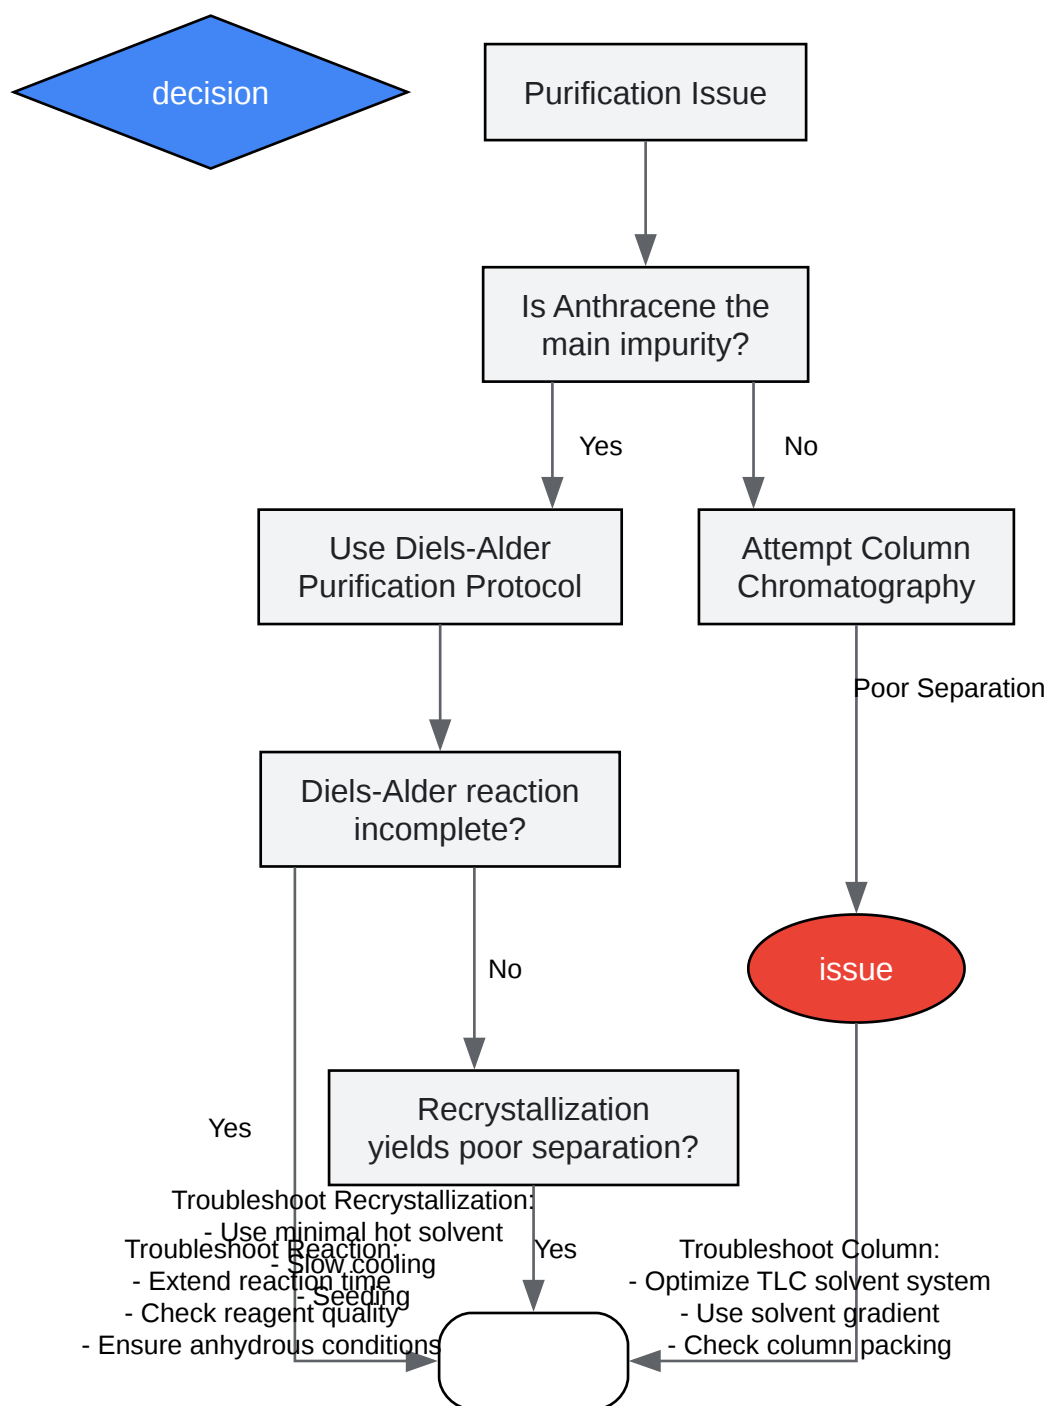 decision
Purification Issue
Is Anthracene the
main impurity?
Yes
No
Use Diels-Alder
Purification Protocol
Attempt Column
Chromatography
Poor Separation
Diels-Alder reaction
incomplete?
issue
No
Recrystallization
yields poor separation?
Yes
Troubleshoot Recrystallization:
- Use minimal hot solvent
- Slow cooling
- Seeding
Troubleshoot Reaction:
- Extend reaction time
- Check reagent quality
- Ensure anhydrous conditions
Yes
Troubleshoot Column:
- Optimize TLC solvent system
- Use solvent gradient
- Check column packing